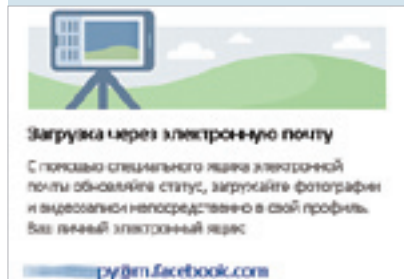 Загрузка через электронную почту
С помощью специального ящика электронной
почты обновляйте статус, загружайте фотографии
и видеозаписи непосредственно в свой профиль.
Ваш личный электронный ящик:
py@m.facebook.com